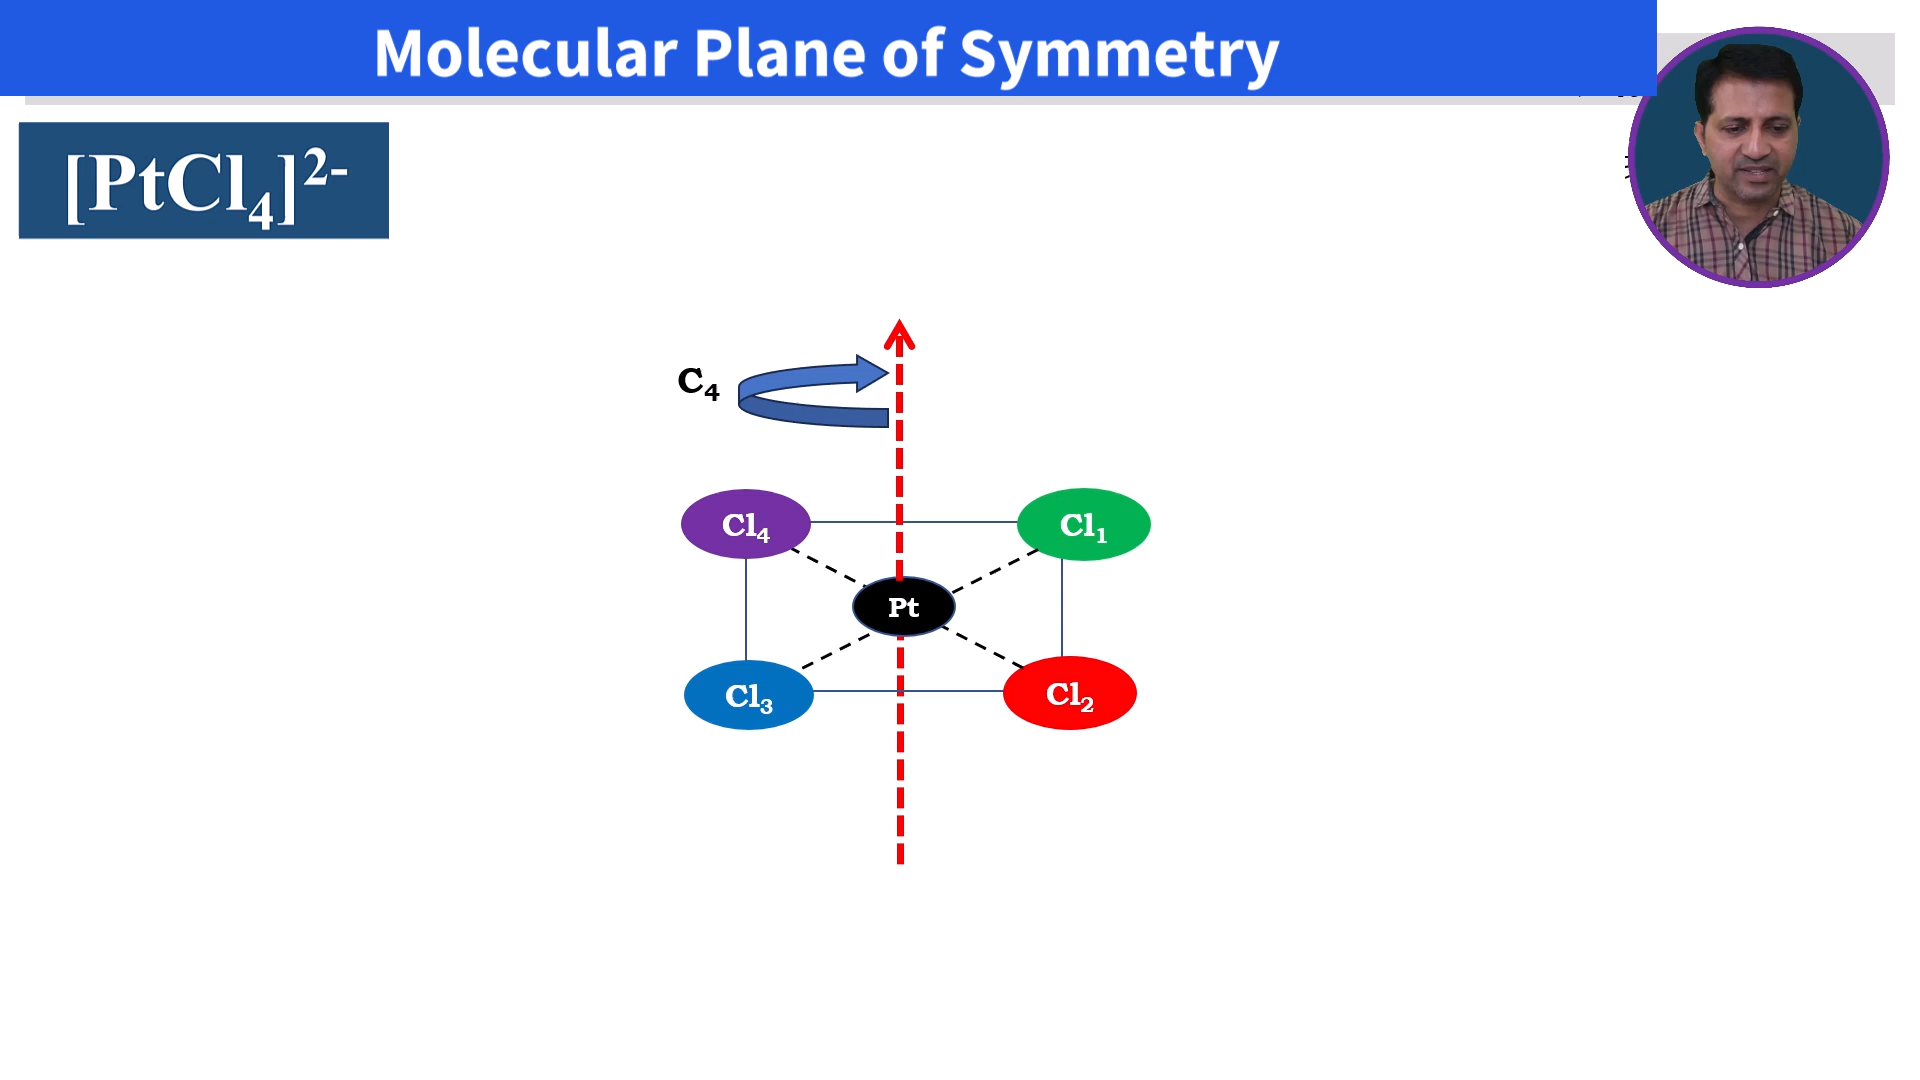 Molecular Plane of Symmetry
[PtCl₄]²⁻
C₄
Cl₄
Cl₁
Pt
Cl₃
Cl₂